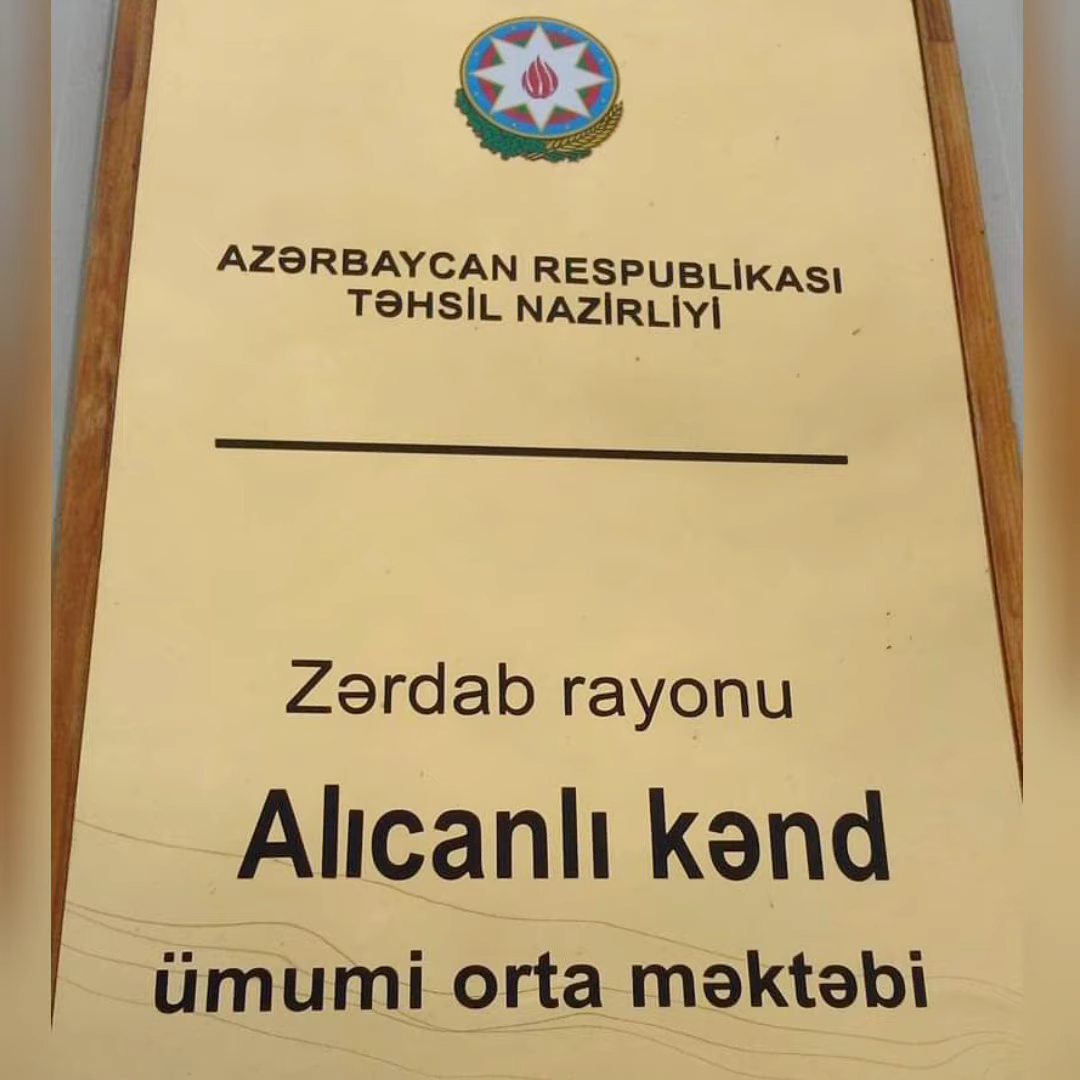 AZƏRBAYCAN RESPUBLİKASI
TƏHSİL NAZİRLİYİ
Zərdab rayonu
Alıcanlı kənd
ümumi orta məktəbi